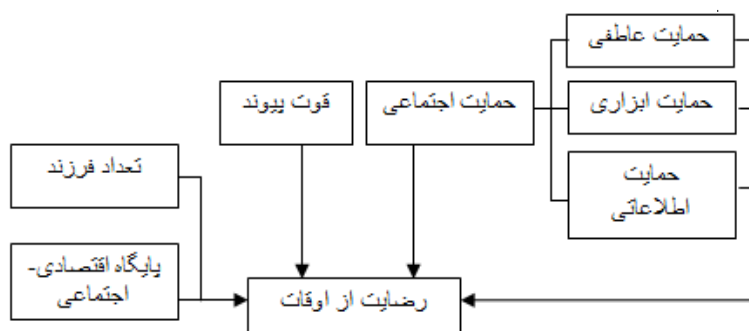 حمایت عاطفی
قوت پیوند
حمایت اجتماعی
حمایت ابزاری
تعداد فرزند
حمایت
اطلاعاتی
پایگاه اقتصادی-
اجتماعی
رضایت از اوقات